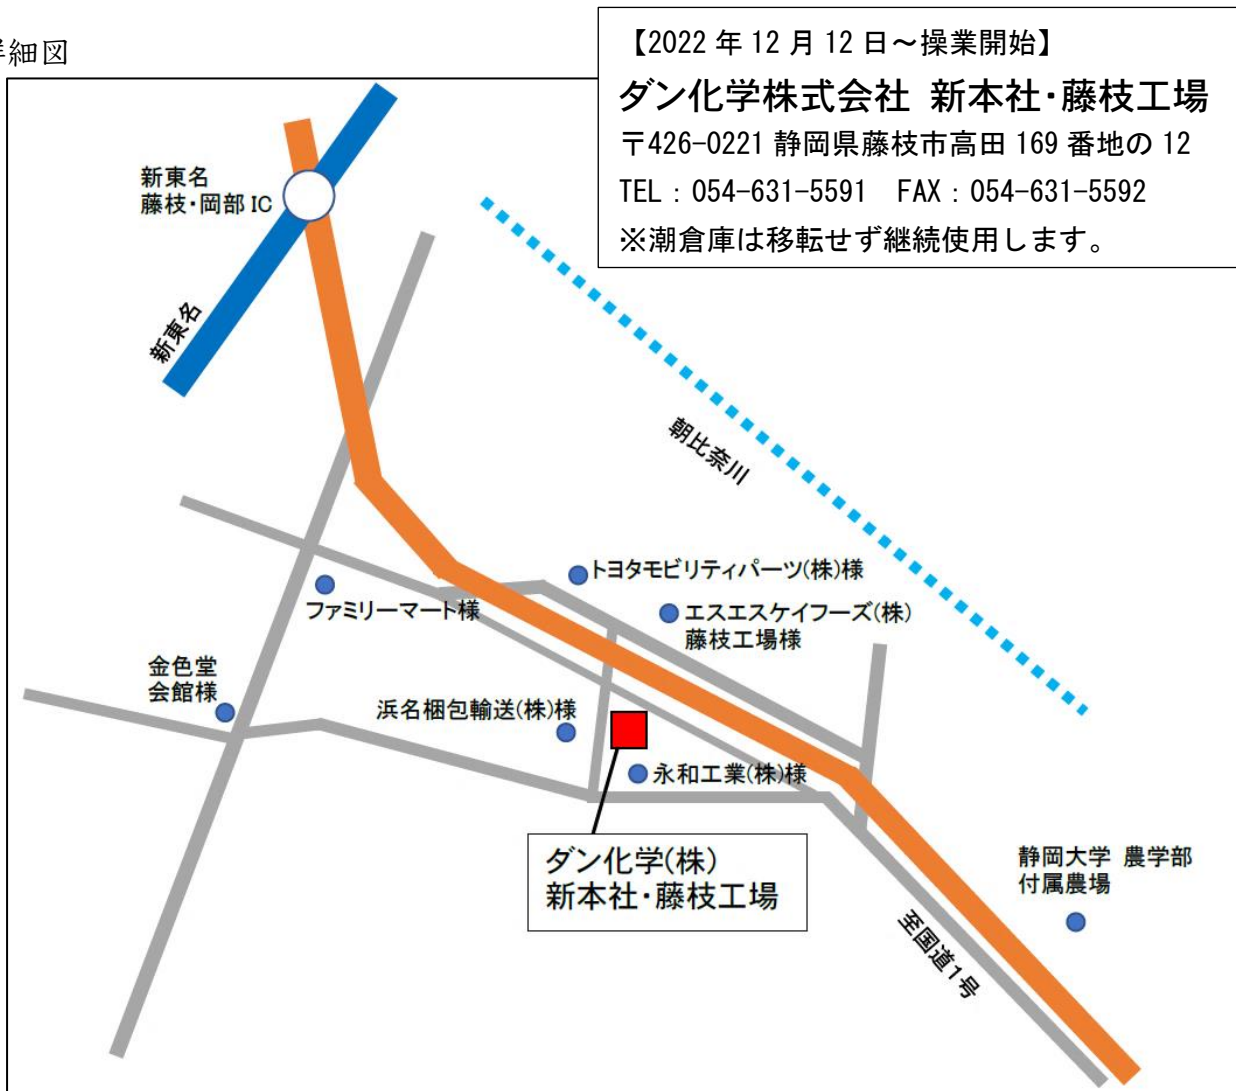 細図
【2022年12月12日～操業開始】
ダン化学株式会社 新本社・藤枝工場
〒426-0221 静岡県藤枝市高田 169 番地の 12
TEL：054-631-5591 FAX：054-631-5592
※潮倉庫は移転せず継続使用します。
新東名
藤枝・岡部 IC
新東名
朝比奈川
トヨタモビリティパーツ(株)様
エスエスケイフーズ(株)
藤枝工場様
ファミリーマート様
金色堂
会館様
浜名梱包輸送(株)様
永和工業(株)様
ダン化学(株)
新本社・藤枝工場
静岡大学 農学部
付属農場
至国道1号